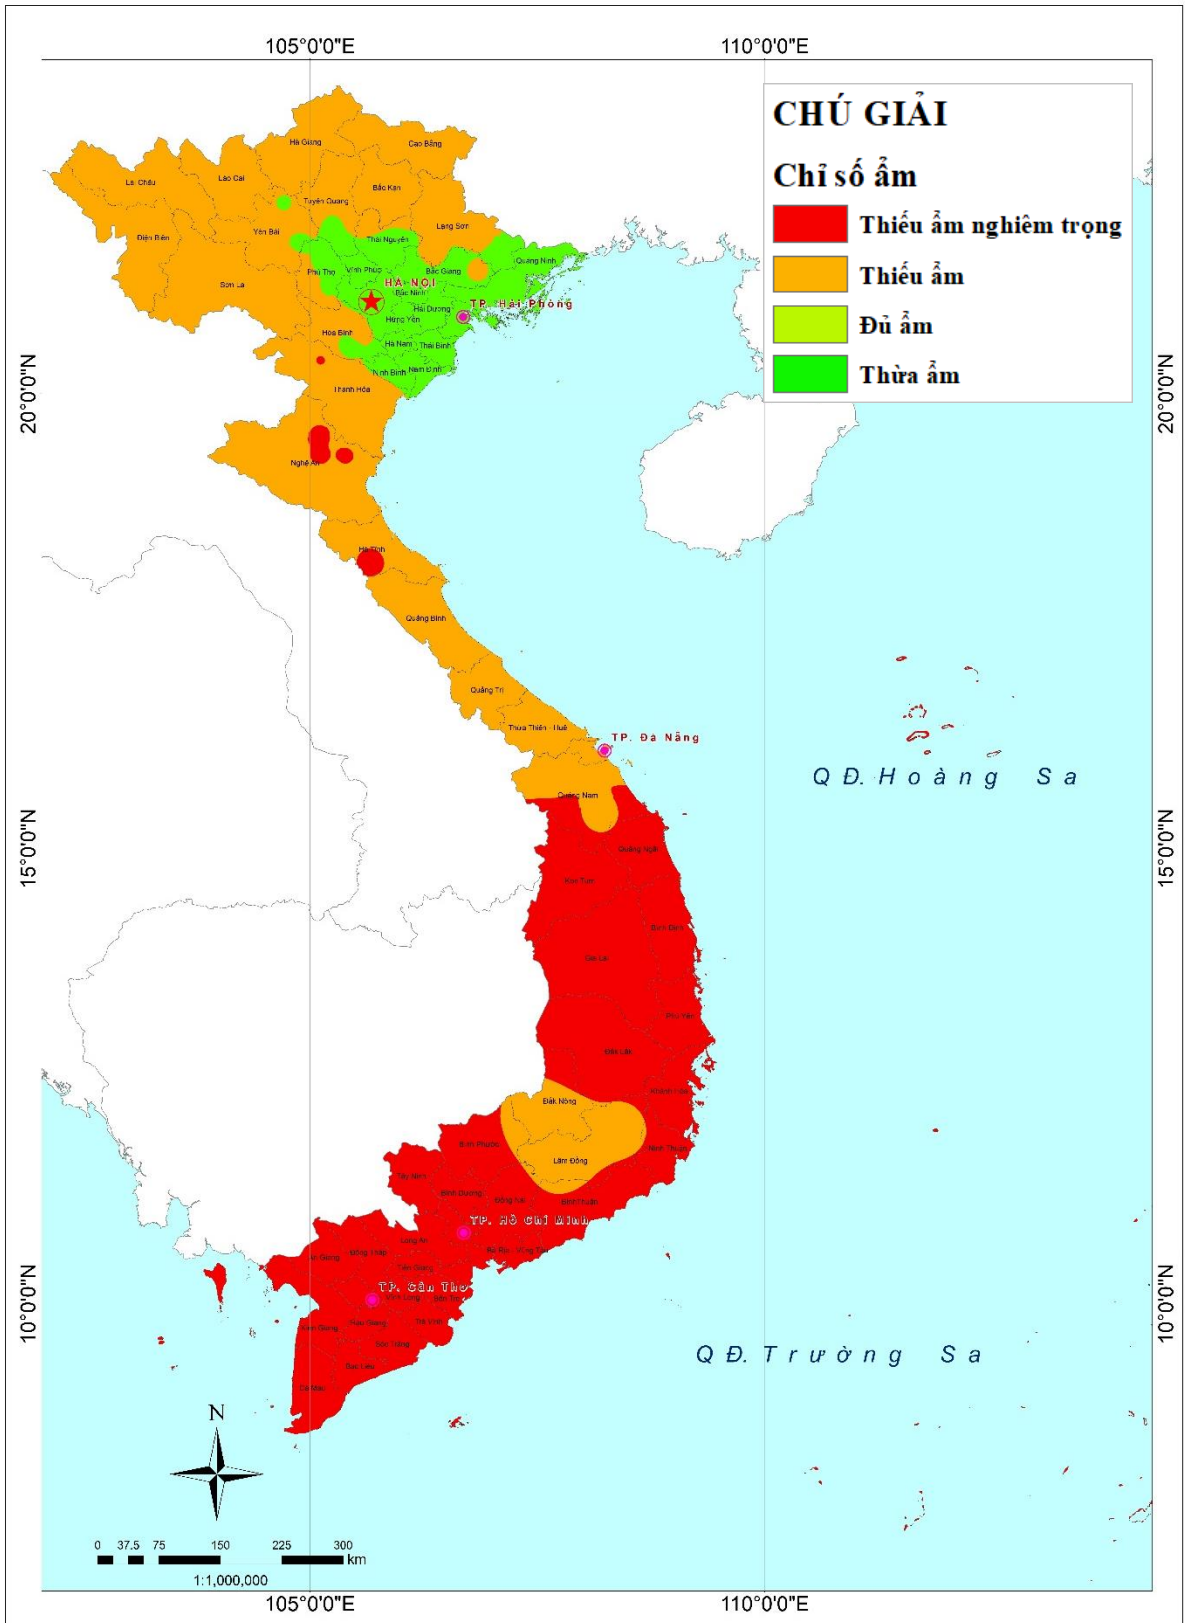 105°0'0"E
110°0'0"E
CHÚ GIẢI
Chỉ số ẩm
Thiếu ẩm nghiêm trọng
Thiếu ẩm
Đủ ẩm
Thừa ẩm
Hà Giang
Cao Bằng
Lai Châu
Lào Cai
Bắc Kạn
Tuyên Quang
Điện Biên
Yên Bái
Lạng Sơn
Thái Nguyên
Phú Thọ
Vĩnh Phúc
Bắc Giang
Quảng Ninh
Sơn La
HÀ NỘI
Bắc Ninh
TP. Hải Phòng
Hải Dương
Hưng Yên
Hòa Bình
Hà Nam
Thái Bình
Ninh Bình
Nam Định
Thanh Hóa
20°0'0"N
20°0'0"N
Nghệ An
Hà Tĩnh
Quảng Bình
Quảng Trị
Thừa Thiên - Huế
TP. Đà Nẵng
QĐ. Hoàng Sa
Quảng Nam
15°0'0"N
15°0'0"N
Quảng Ngãi
Kon Tum
Bình Định
Gia Lai
Phú Yên
Đắk Lắk
Khánh Hòa
Đắk Nông
Bình Phước
Ninh Thuận
Lâm Đồng
Tây Ninh
Bình Dương
Đồng Nai
Bình Thuận
TP. Hồ Chí Minh
Long An
An Giang
Đồng Tháp
Bà Rịa - Vũng Tàu
Tiền Giang
TP. Cần Thơ
Vĩnh Long
Bến Tre
10°0'0"N
10°0'0"N
Kiên Giang
Hậu Giang
Trà Vinh
Sóc Trăng
QĐ. Trường Sa
Bạc Liêu
Cà Mau
N
0 37.5 75 150 225 300
km
1:1,000,000
105°0'0"E
110°0'0"E